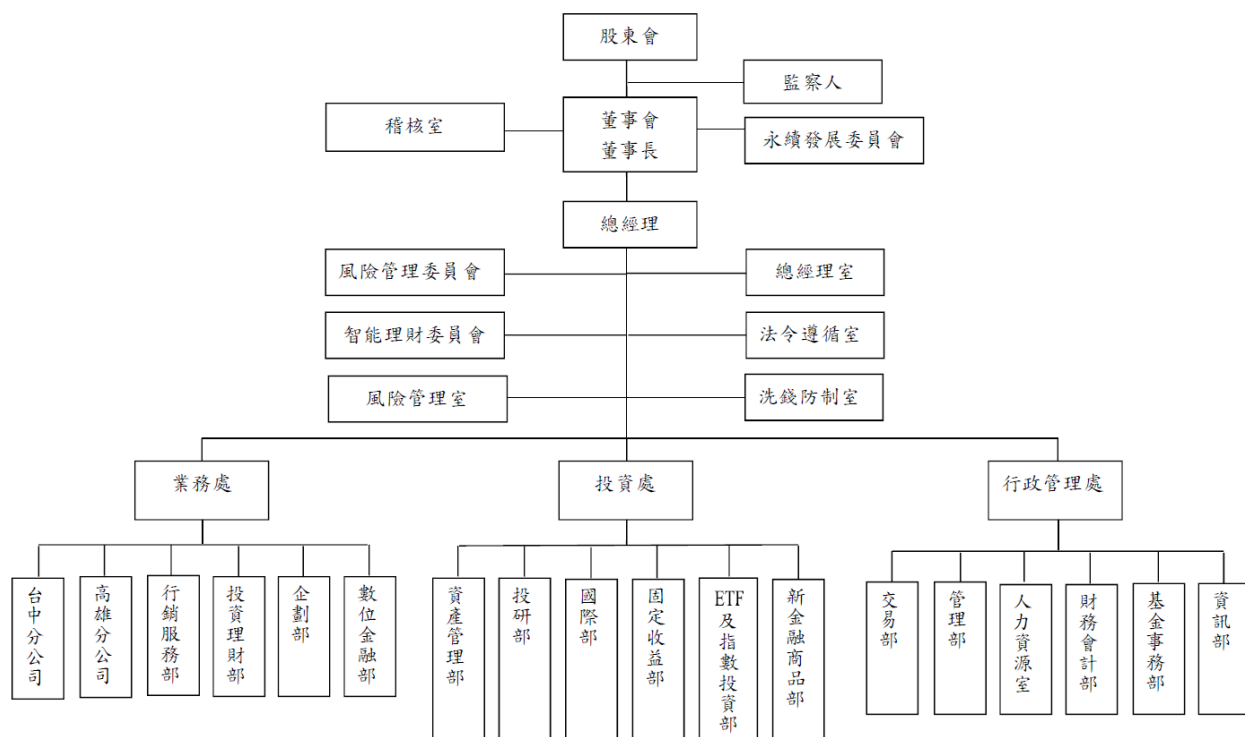 股東會
監察人
稽核室
董事會
董事長
永續發展委員會
總經理
風險管理委員會
總經理室
智能理財委員會
法令遵循室
風險管理室
洗錢防制室
業務處
投資處
行政管理處
台中分公司
高雄分公司
行銷服務部
投資理財部
企劃部
數位金融部
資產管理部
投研部
國際部
固定收益部
ETF及指數投資部
新金融商品部
交易部
管理部
人力資源室
財務會計部
基金事務部
資訊部